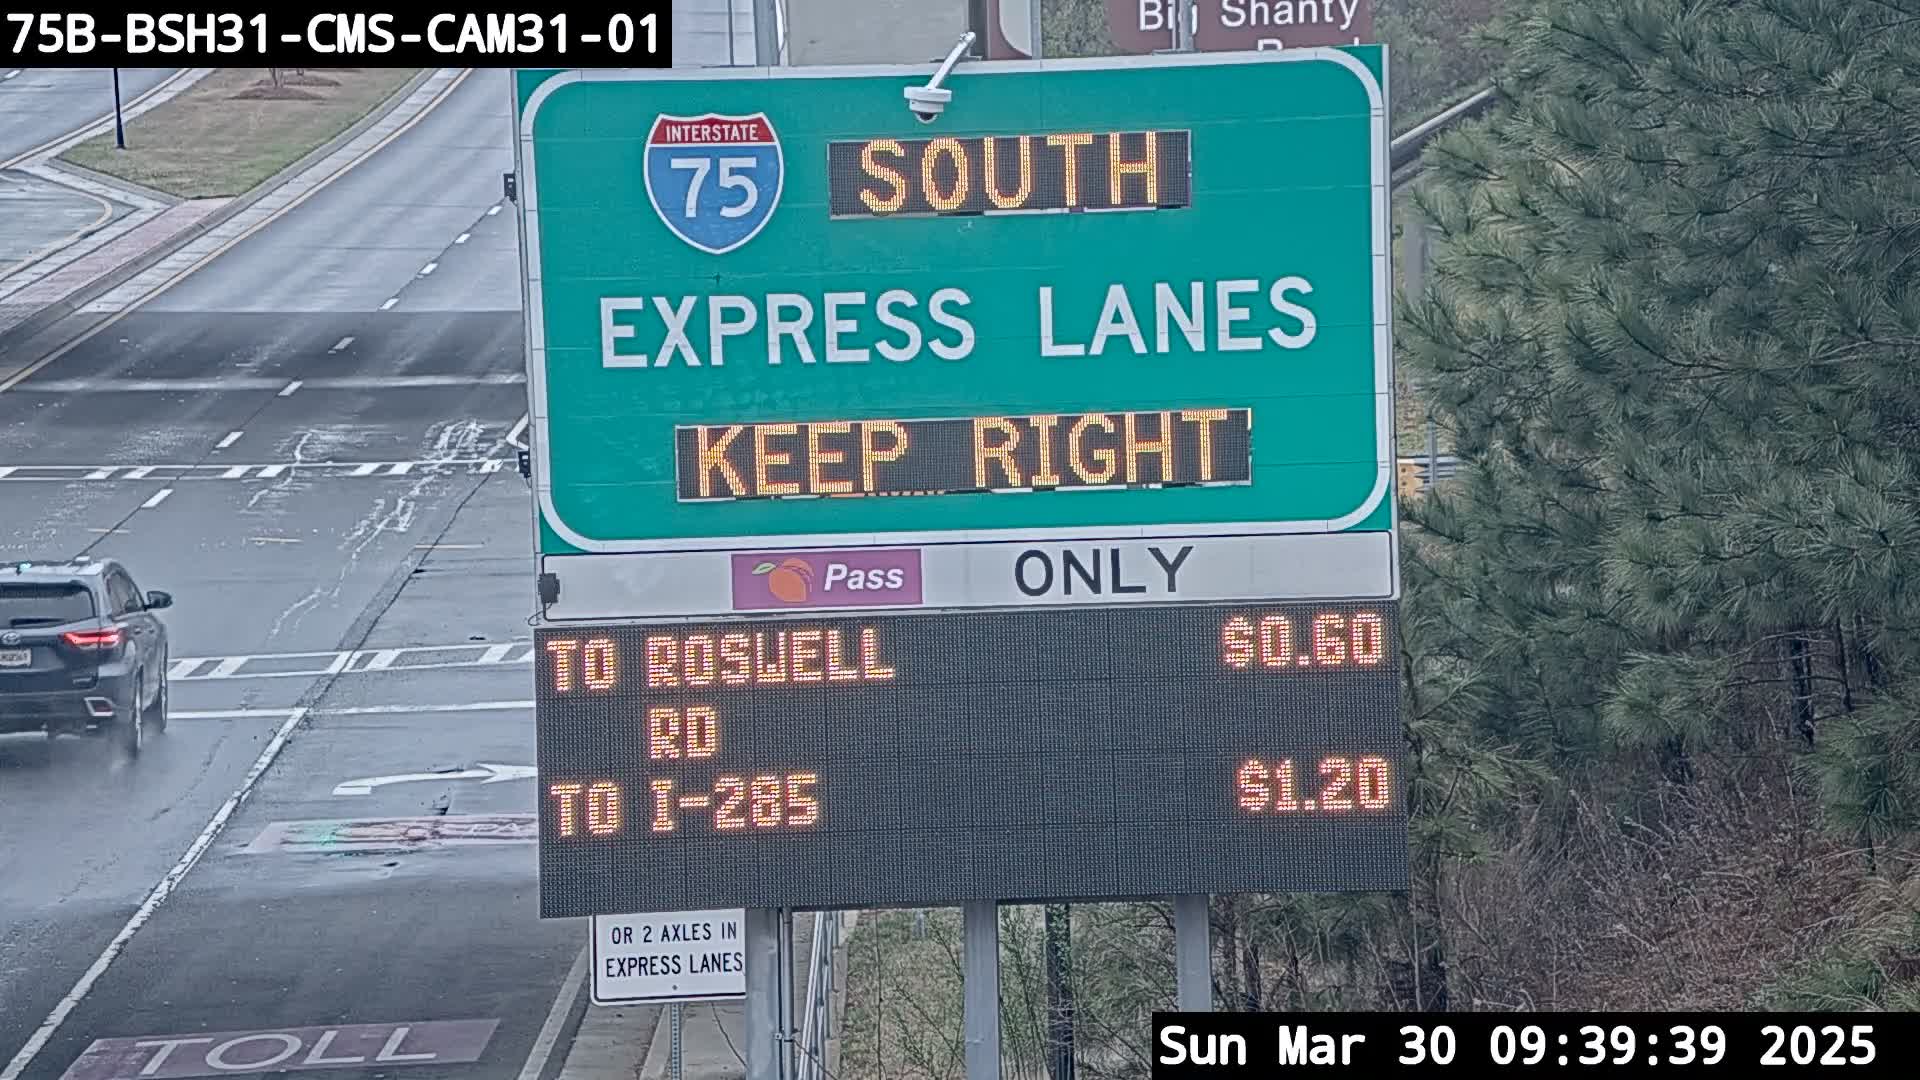 75B-BSH31-CMS-CAM31-01
Big Shanty
INTERSTATE
75
SOUTH
EXPRESS LANES
KEEP RIGHT
Pass
ONLY
TO ROSWELL $0.60
RD
TO I-285 $1.20
OR 2 AXLES IN
EXPRESS LANES
TOLL
Sun Mar 30 09:39:39 2025